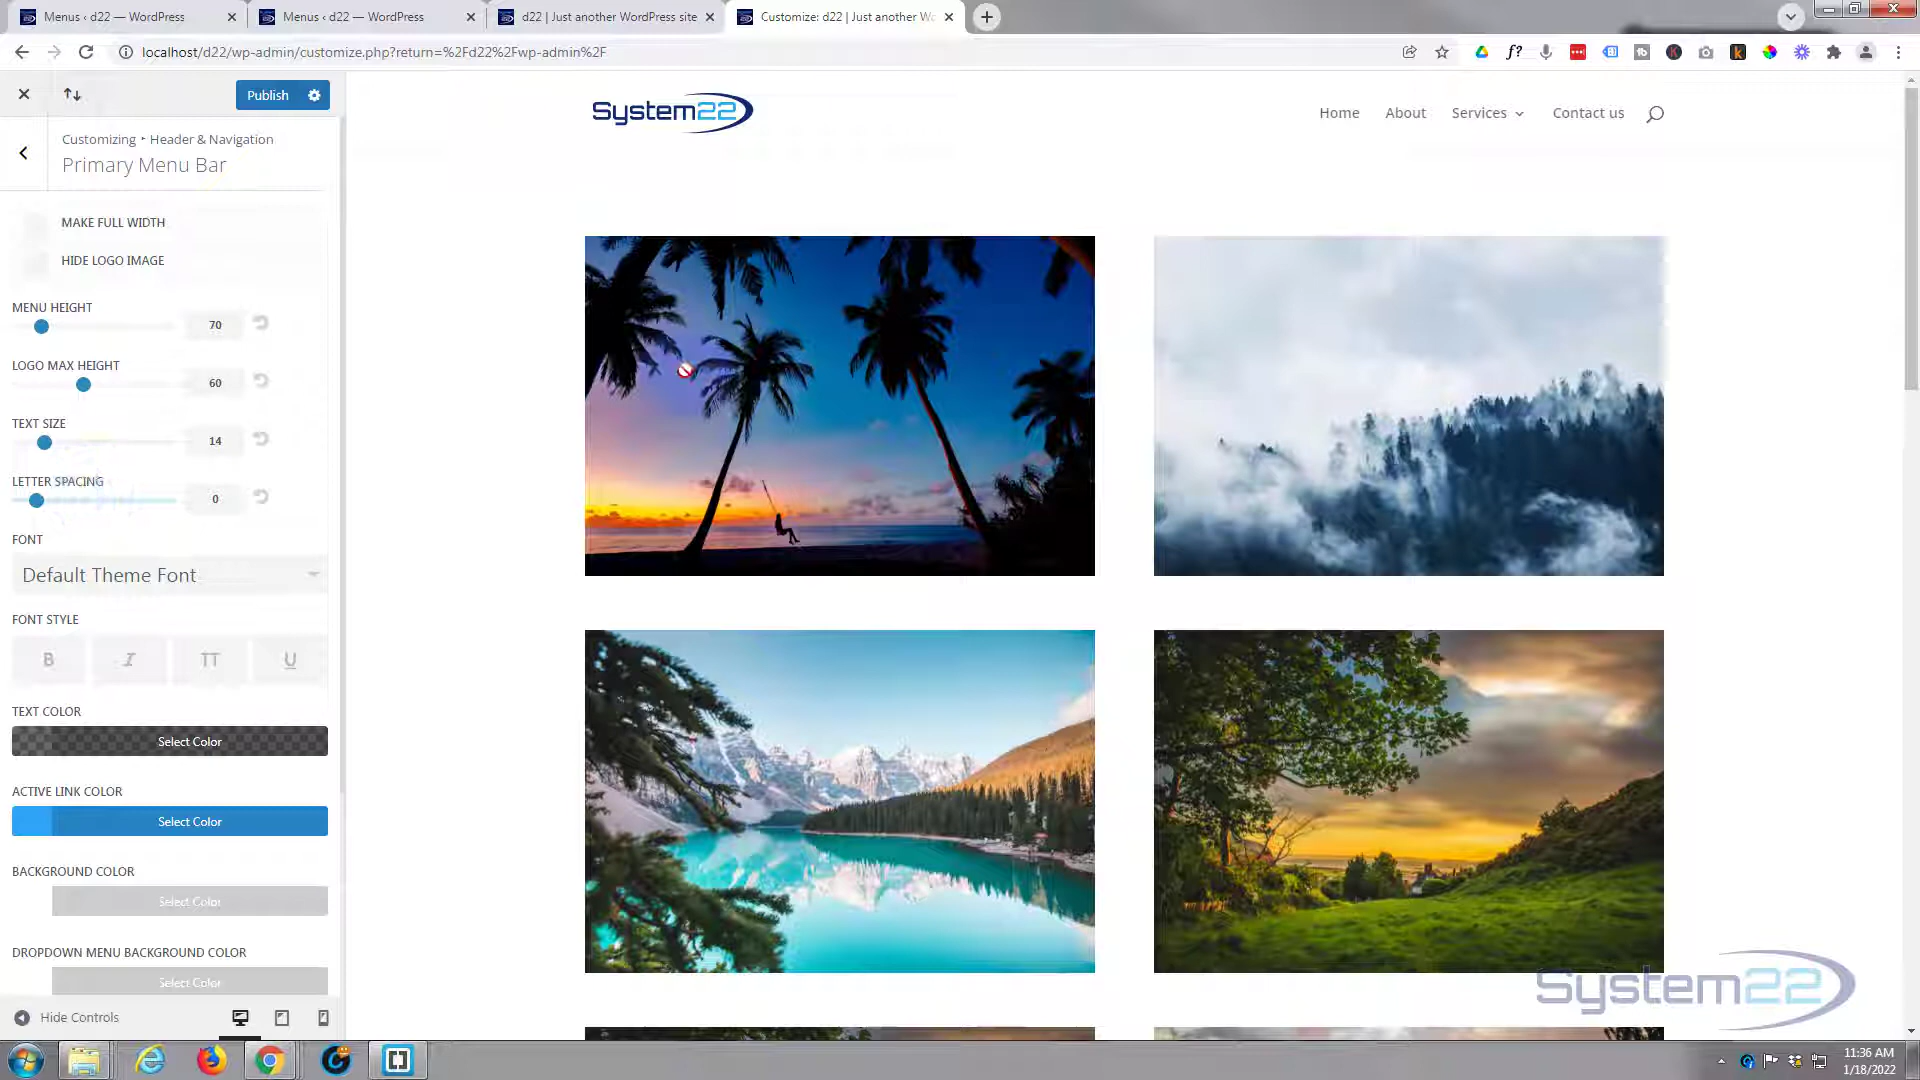 Menus ‹ d22 — WordPress
Menus ‹ d22 — WordPress
d22 | Just another WordPress site
Customize: d22 | Just another Wo
localhost/d22/wp-admin/customize.php?return=%2Fd22%2Fwp-admin%2F
Publish
System22
Home About Services Contact us
Customizing ‣ Header & Navigation
Primary Menu Bar
MAKE FULL WIDTH
HIDE LOGO IMAGE
MENU HEIGHT
70
LOGO MAX HEIGHT
60
TEXT SIZE
14
LETTER SPACING
0
FONT
Default Theme Font
FONT STYLE
B I TT U
TEXT COLOR
Select Color
ACTIVE LINK COLOR
Select Color
BACKGROUND COLOR
Select Color
DROPDOWN MENU BACKGROUND COLOR
Select Color
System22
Hide Controls
11:36 AM
1/18/2022